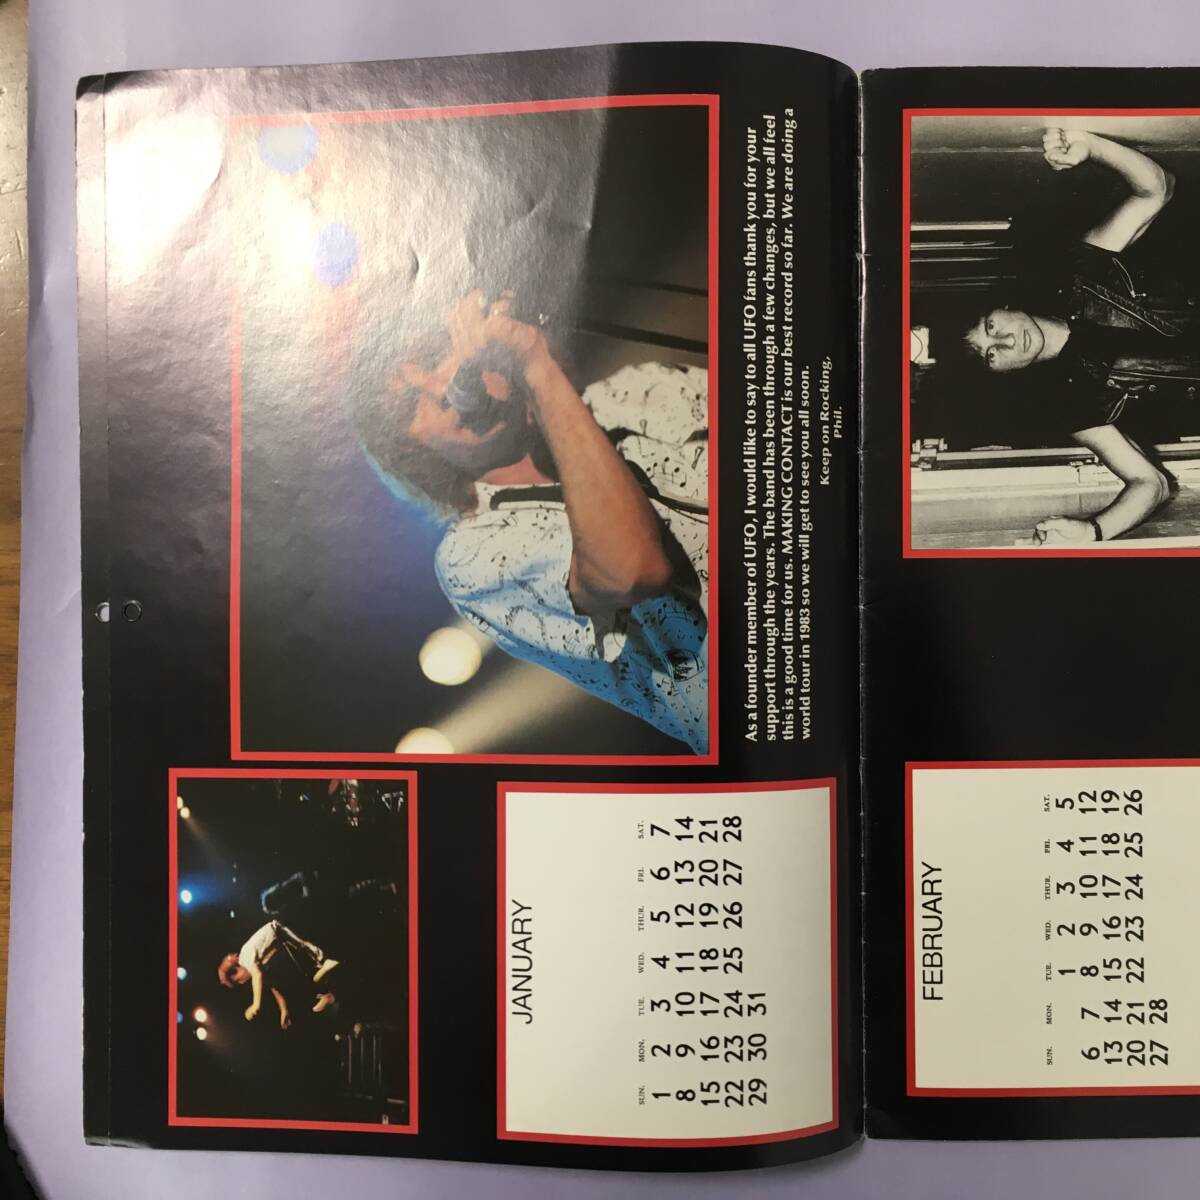 As a founder member of UFO, I would like to say to all UFO fans thank you for your
support through the years. The band has been through a few changes, but we all feel
this is a good time for us. MAKING CONTACT is our best record so far. We are doing a
world tour in 1983 so we will get to see you all soon.
Keep on Rocking,
Phil.
JANUARY
SUN. MON. TUE. WED. THUR. FRI. SAT.
1 2 3 4 5 6 7
8 9 10 11 12 13 14
15 16 17 18 19 20 21
22 23 24 25 26 27 28
29 30 31
FEBRUARY
SUN. MON. TUE. WED. THUR. FRI. SAT.
1 2 3 4 5
6 7 8 9 10 11 12
13 14 15 16 17 18 19
20 21 22 23 24 25 26
27 28